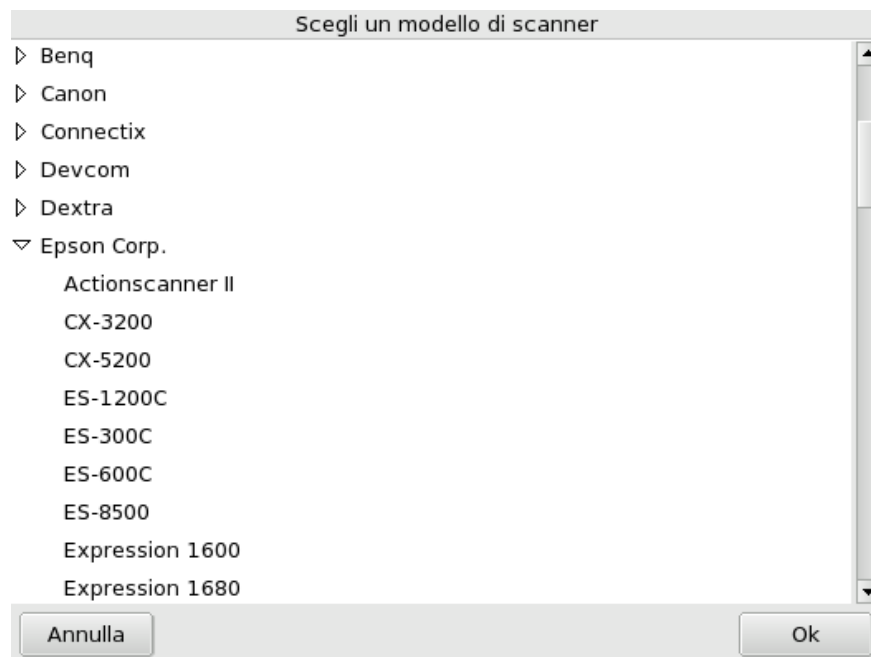 Scegli un modello di scanner
Benq
Canon
Connectix
Devcom
Dextra
Epson Corp.
Actionscanner II
CX-3200
CX-5200
ES-1200C
ES-300C
ES-600C
ES-8500
Expression 1600
Expression 1680
Annulla
Ok